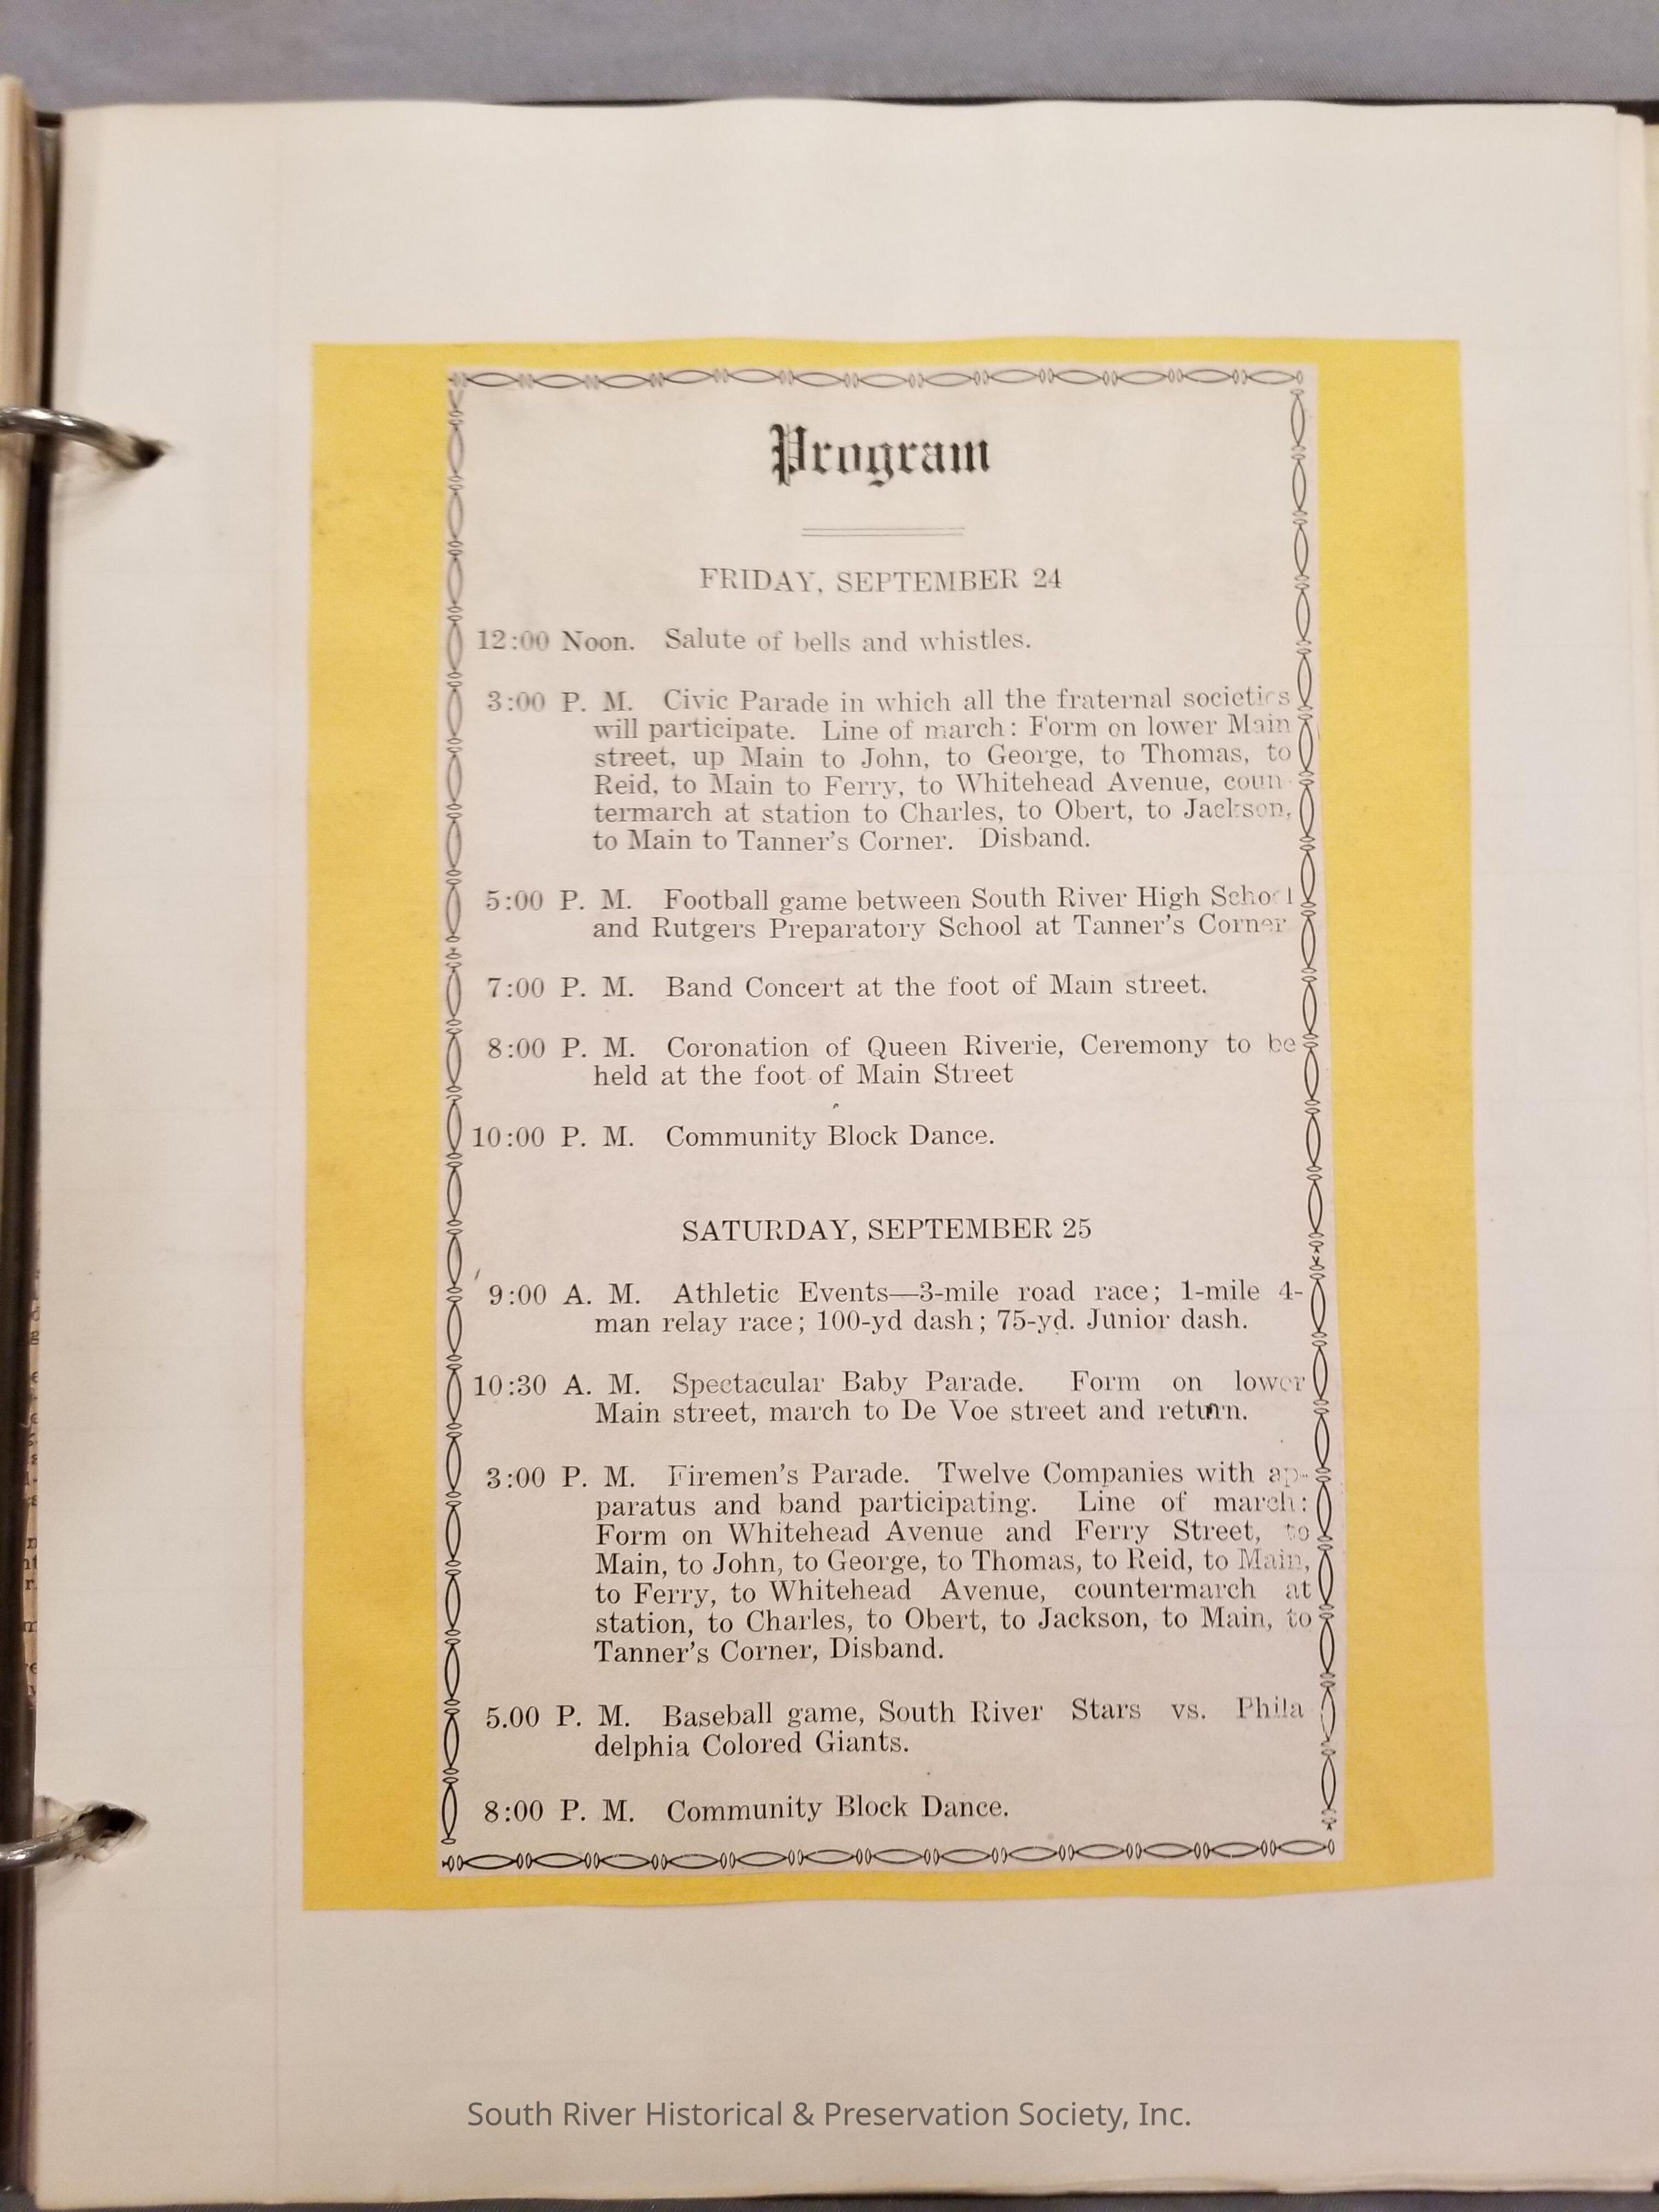 Program
FRIDAY, SEPTEMBER 24
12:00 Noon. Salute of bells and whistles.
3:00 P. M. Civic Parade in which all the fraternal societies
will participate. Line of march: Form on lower Main
street, up Main to John, to George, to Thomas, to
Reid, to Main to Ferry, to Whitehead Avenue, coun-
termarch at station to Charles, to Obert, to Jackson,
to Main to Tanner's Corner. Disband.
5:00 P. M. Football game between South River High School
and Rutgers Preparatory School at Tanner's Corner
7:00 P. M. Band Concert at the foot of Main street.
8:00 P. M. Coronation of Queen Riverie, Ceremony to be
held at the foot of Main Street
10:00 P. M. Community Block Dance.
SATURDAY, SEPTEMBER 25
9:00 A. M. Athletic Events—3-mile road race; 1-mile 4-
man relay race; 100-yd dash; 75-yd. Junior dash.
10:30 A. M. Spectacular Baby Parade. Form on lower
Main street, march to De Voe street and return.
3:00 P. M. Firemen's Parade. Twelve Companies with ap-
paratus and band participating. Line of march:
Form on Whitehead Avenue and Ferry Street, to
Main, to John, to George, to Thomas, to Reid, to Main,
to Ferry, to Whitehead Avenue, countermarch at
station, to Charles, to Obert, to Jackson, to Main, to
Tanner's Corner, Disband.
5.00 P. M. Baseball game, South River Stars vs. Phila
delphia Colored Giants.
8:00 P. M. Community Block Dance.
South River Historical & Preservation Society, Inc.